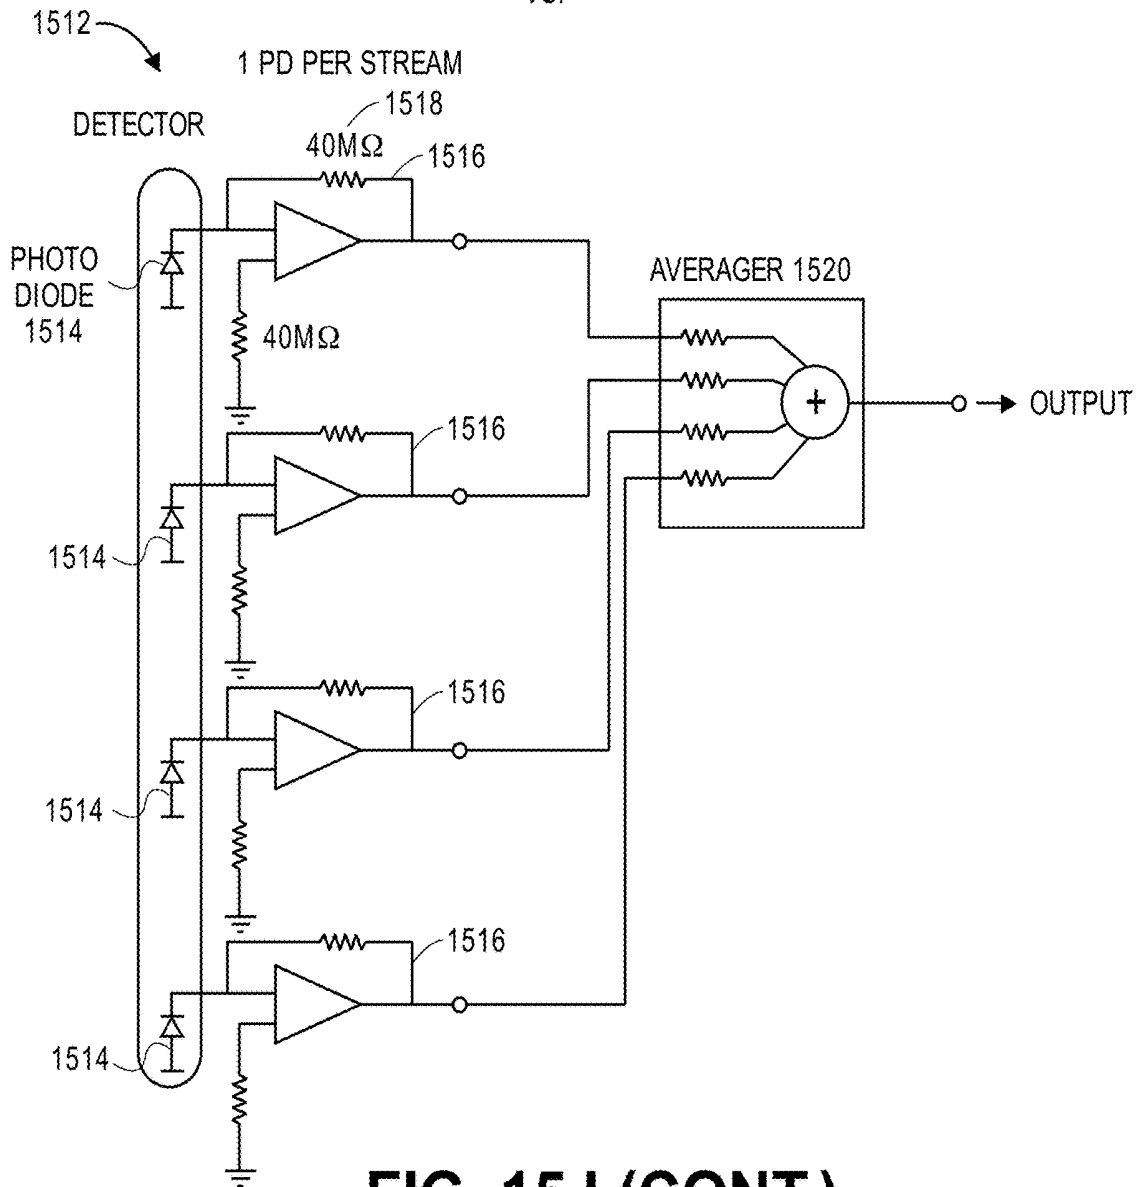 1512
1 PD PER STREAM
1518
DETECTOR
40MΩ
1516
PHOTO
DIODE
1514
40MΩ
AVERAGER 1520
+
OUTPUT
1516
1514
1516
1514
1516
1514